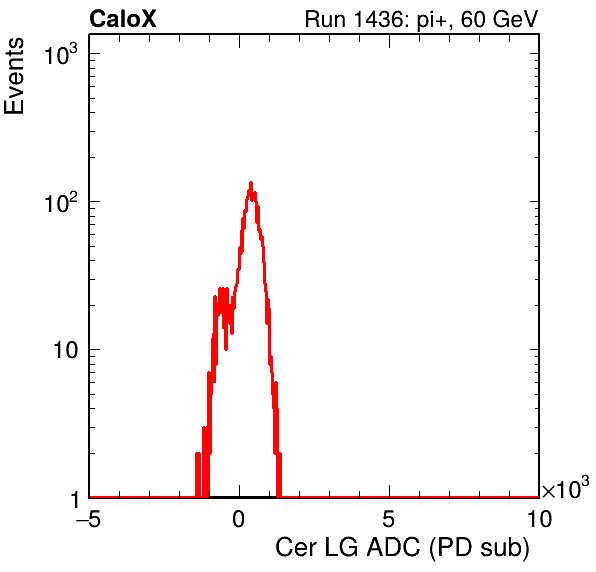 CaloX Run 1436: pi+, 60 GeV
Events
10³
10²
10
1
−5 0 5 10 ×10³
Cer LG ADC (PD sub)